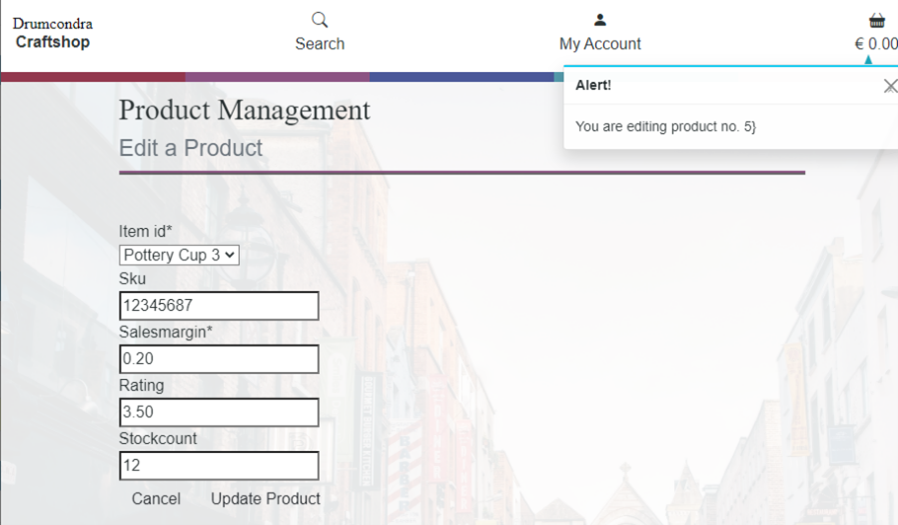 Drumcondra
Craftshop
Search
My Account
€ 0.00
Alert!
You are editing product no. 5}
Product Management
Edit a Product
Item id*
Pottery Cup 3
Sku
12345687
Salesmargin*
0.20
Rating
3.50
Stockcount
12
Cancel Update Product